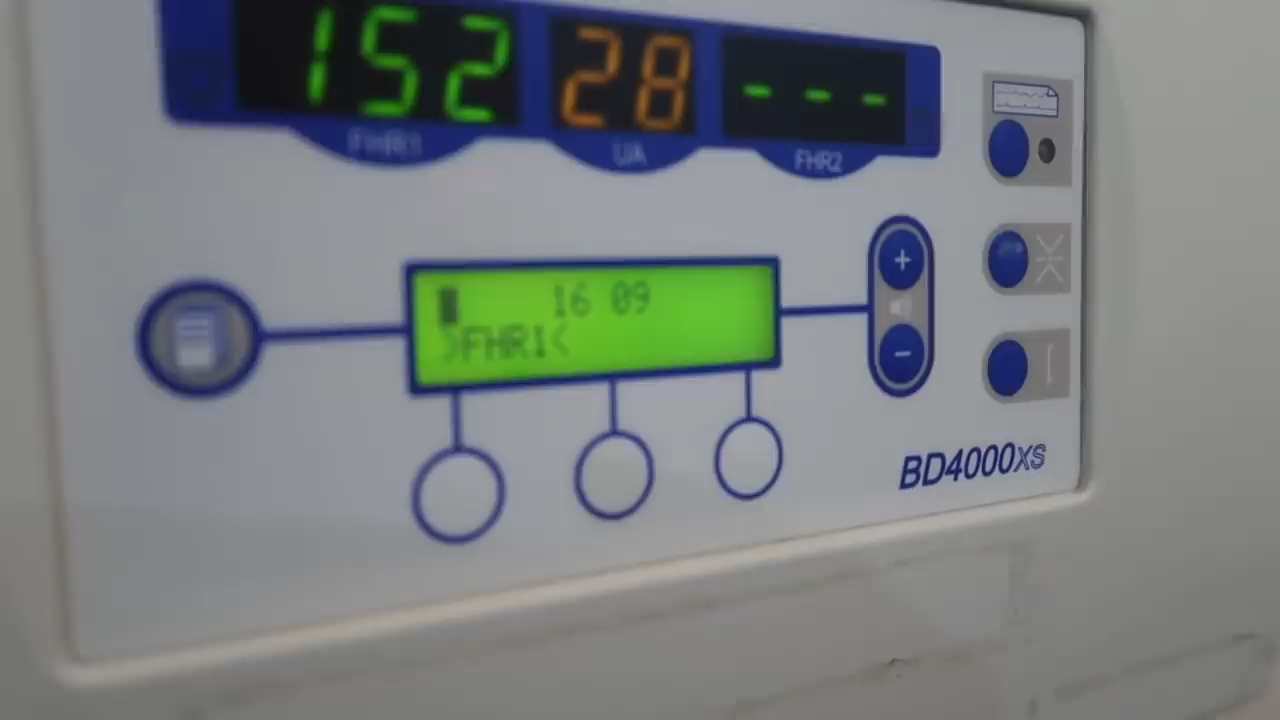 152 28 ---
FHR1 UA FHR2
16 09
>FHR1<
+
-
BD4000XS